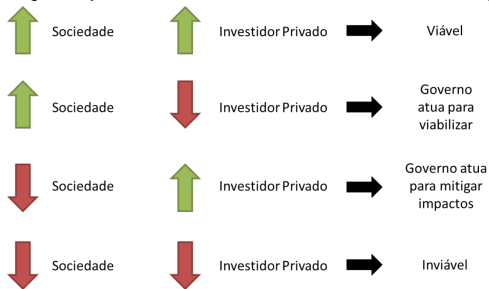 Sociedade Investidor Privado Viável
Sociedade Investidor Privado Governo
atua para
viabilizar
Sociedade Investidor Privado Governo atua
para mitigar
impactos
Sociedade Investidor Privado Inviável